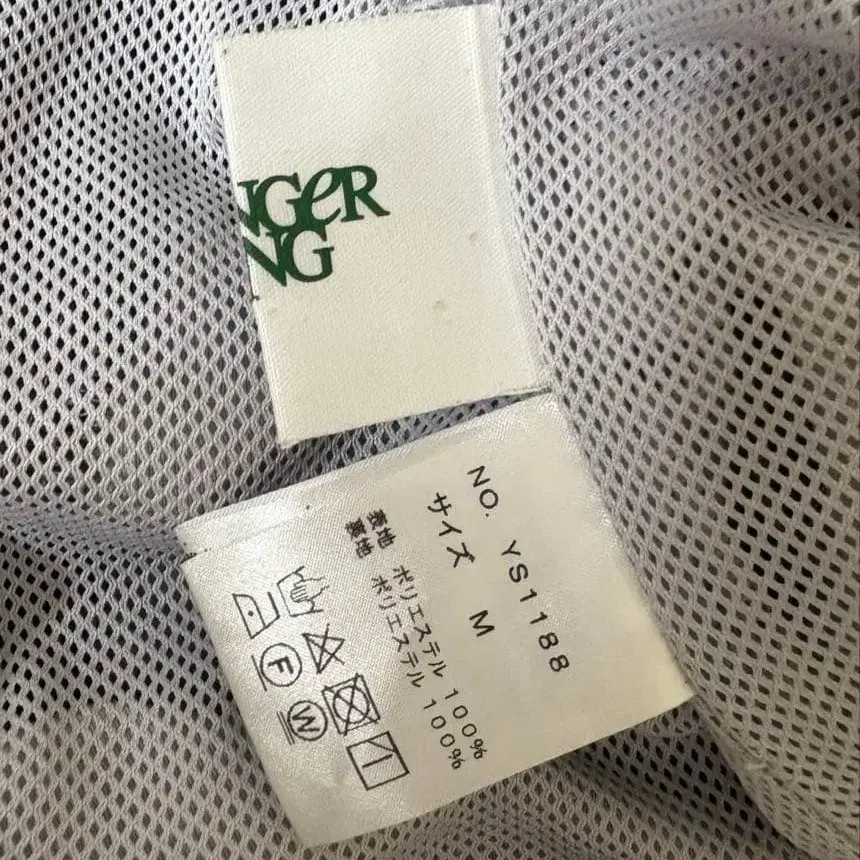 NGER
NG
NO. YS1188
サイズ M
表地 ポリエステル 100%
裏地 ポリエステル 100%
F
W